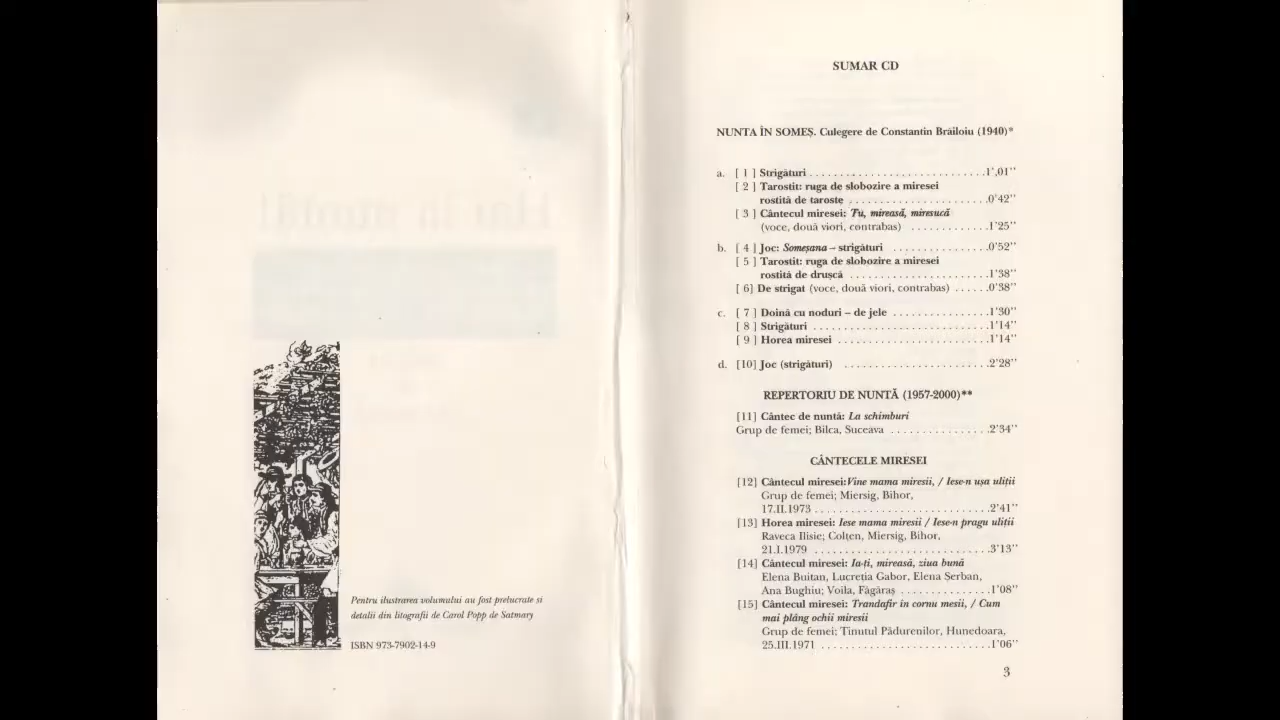 Pentru ilustrarea volumului au fost prelucrate si
detalii din litografii de Carol Popp de Satmary
ISBN 973-7902-14-9
SUMAR CD
NUNTA ÎN SOMEȘ. Culegere de Constantin Brăiloiu (1940)*
a. [ 1 ] Strigături . . . . . . . . . . . . . . . . . . . . . . . . . . .1',01''
[ 2 ] Tarostit: ruga de slobozire a miresei
rostită de taroste . . . . . . . . . . . . . . . . . . . . .0'42''
[ 3 ] Cântecul miresei: Tu, mireasă, miresucă
(voce, două viori, contrabas) . . . . . . . . . . . .1'25''
b. [ 4 ] Joc: Someșana – strigături . . . . . . . . . . . . . .0'52''
[ 5 ] Tarostit: ruga de slobozire a miresei
rostită de drușcă . . . . . . . . . . . . . . . . . . . . .1'38''
[ 6] De strigat (voce, două viori, contrabas) . . . . . .0'38''
c. [ 7 ] Doină cu noduri – de jele . . . . . . . . . . . . . . .1'30''
[ 8 ] Strigături . . . . . . . . . . . . . . . . . . . . . . . . . . .1'14''
[ 9 ] Horea miresei . . . . . . . . . . . . . . . . . . . . . . .1'14''
d. [10] Joc (strigături) . . . . . . . . . . . . . . . . . . . . . .2'28''
REPERTORIU DE NUNTĂ (1957-2000)**
[11] Cântec de nuntă: La schimburi
Grup de femei; Bilca, Suceava . . . . . . . . . . . . . . .2'34''
CÂNTECELE MIRESEI
[12] Cântecul miresei:Vine mama miresii, / Iese-n ușa uliții
Grup de femei; Miersig, Bihor,
17.II.1973 . . . . . . . . . . . . . . . . . . . . . . . . . . .2'41''
[13] Horea miresei: Iese mama miresii / Iese-n pragu uliții
Raveca Ilisie; Colțen, Miersig, Bihor,
21.I.1979 . . . . . . . . . . . . . . . . . . . . . . . . . . .3'13''
[14] Cântecul miresei: Ia-ți, mireasă, ziua bună
Elena Buitan, Lucreția Gabor, Elena Șerban,
Ana Bughiu; Voila, Făgăraș . . . . . . . . . . . . . .1'08''
[15] Cântecul miresei: Trandafir în cornu mesii, / Cum
mai plâng ochii miresii
Grup de femei; Ținutul Pădurenilor, Hunedoara,
25.III.1971 . . . . . . . . . . . . . . . . . . . . . . . . . .1'06''
3